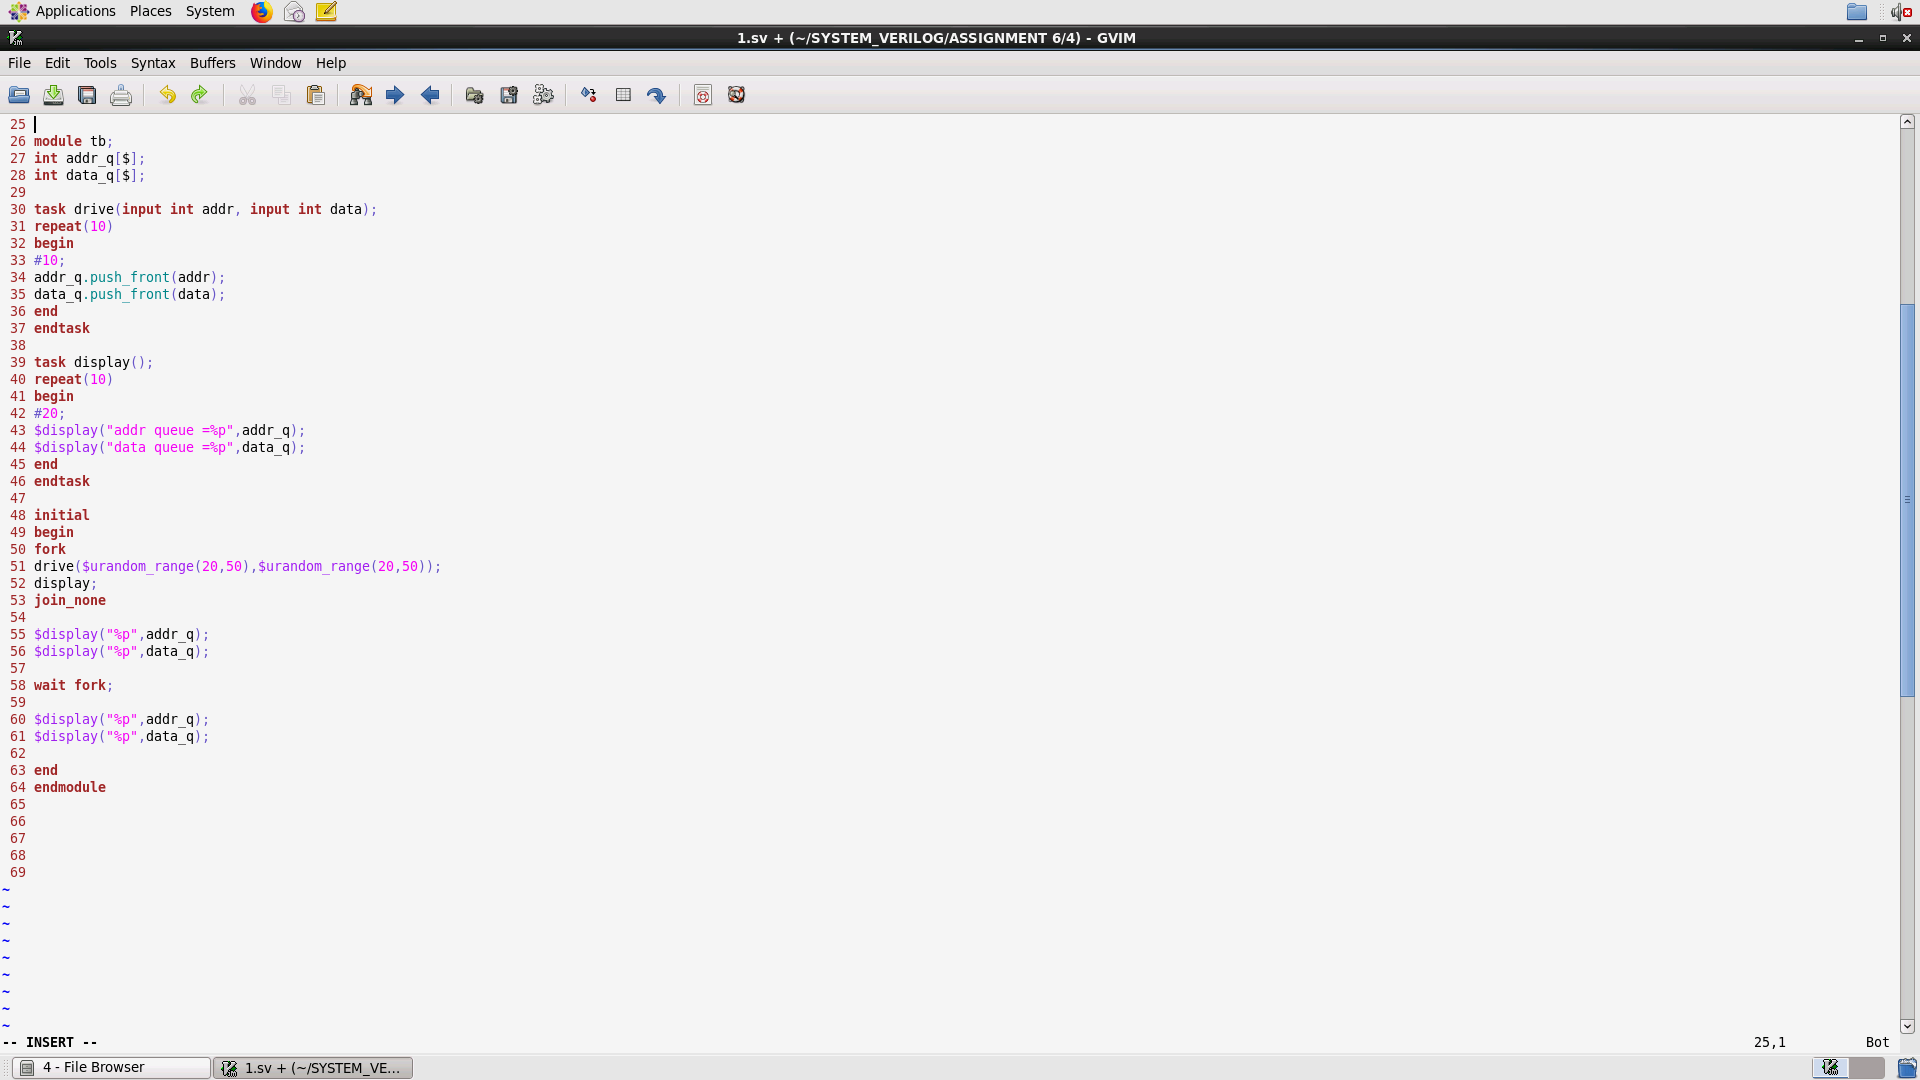 Applications Places System
1.sv + (~/SYSTEM_VERILOG/ASSIGNMENT 6/4) - GVIM
File Edit Tools Syntax Buffers Window Help
25
26 module tb;
27 int addr_q[$];
28 int data_q[$];
29
30 task drive(input int addr, input int data);
31 repeat(10)
32 begin
33 #10;
34 addr_q.push_front(addr);
35 data_q.push_front(data);
36 end
37 endtask
38
39 task display();
40 repeat(10)
41 begin
42 #20;
43 $display("addr queue =%p",addr_q);
44 $display("data queue =%p",data_q);
45 end
46 endtask
47
48 initial
49 begin
50 fork
51 drive($urandom_range(20,50),$urandom_range(20,50));
52 display;
53 join_none
54
55 $display("%p",addr_q);
56 $display("%p",data_q);
57
58 wait fork;
59
60 $display("%p",addr_q);
61 $display("%p",data_q);
62
63 end
64 endmodule
65
66
67
68
69
~
~
~
~
~
~
~
~
~
-- INSERT -- 25,1 Bot
4 - File Browser 1.sv + (~/SYSTEM_VE...